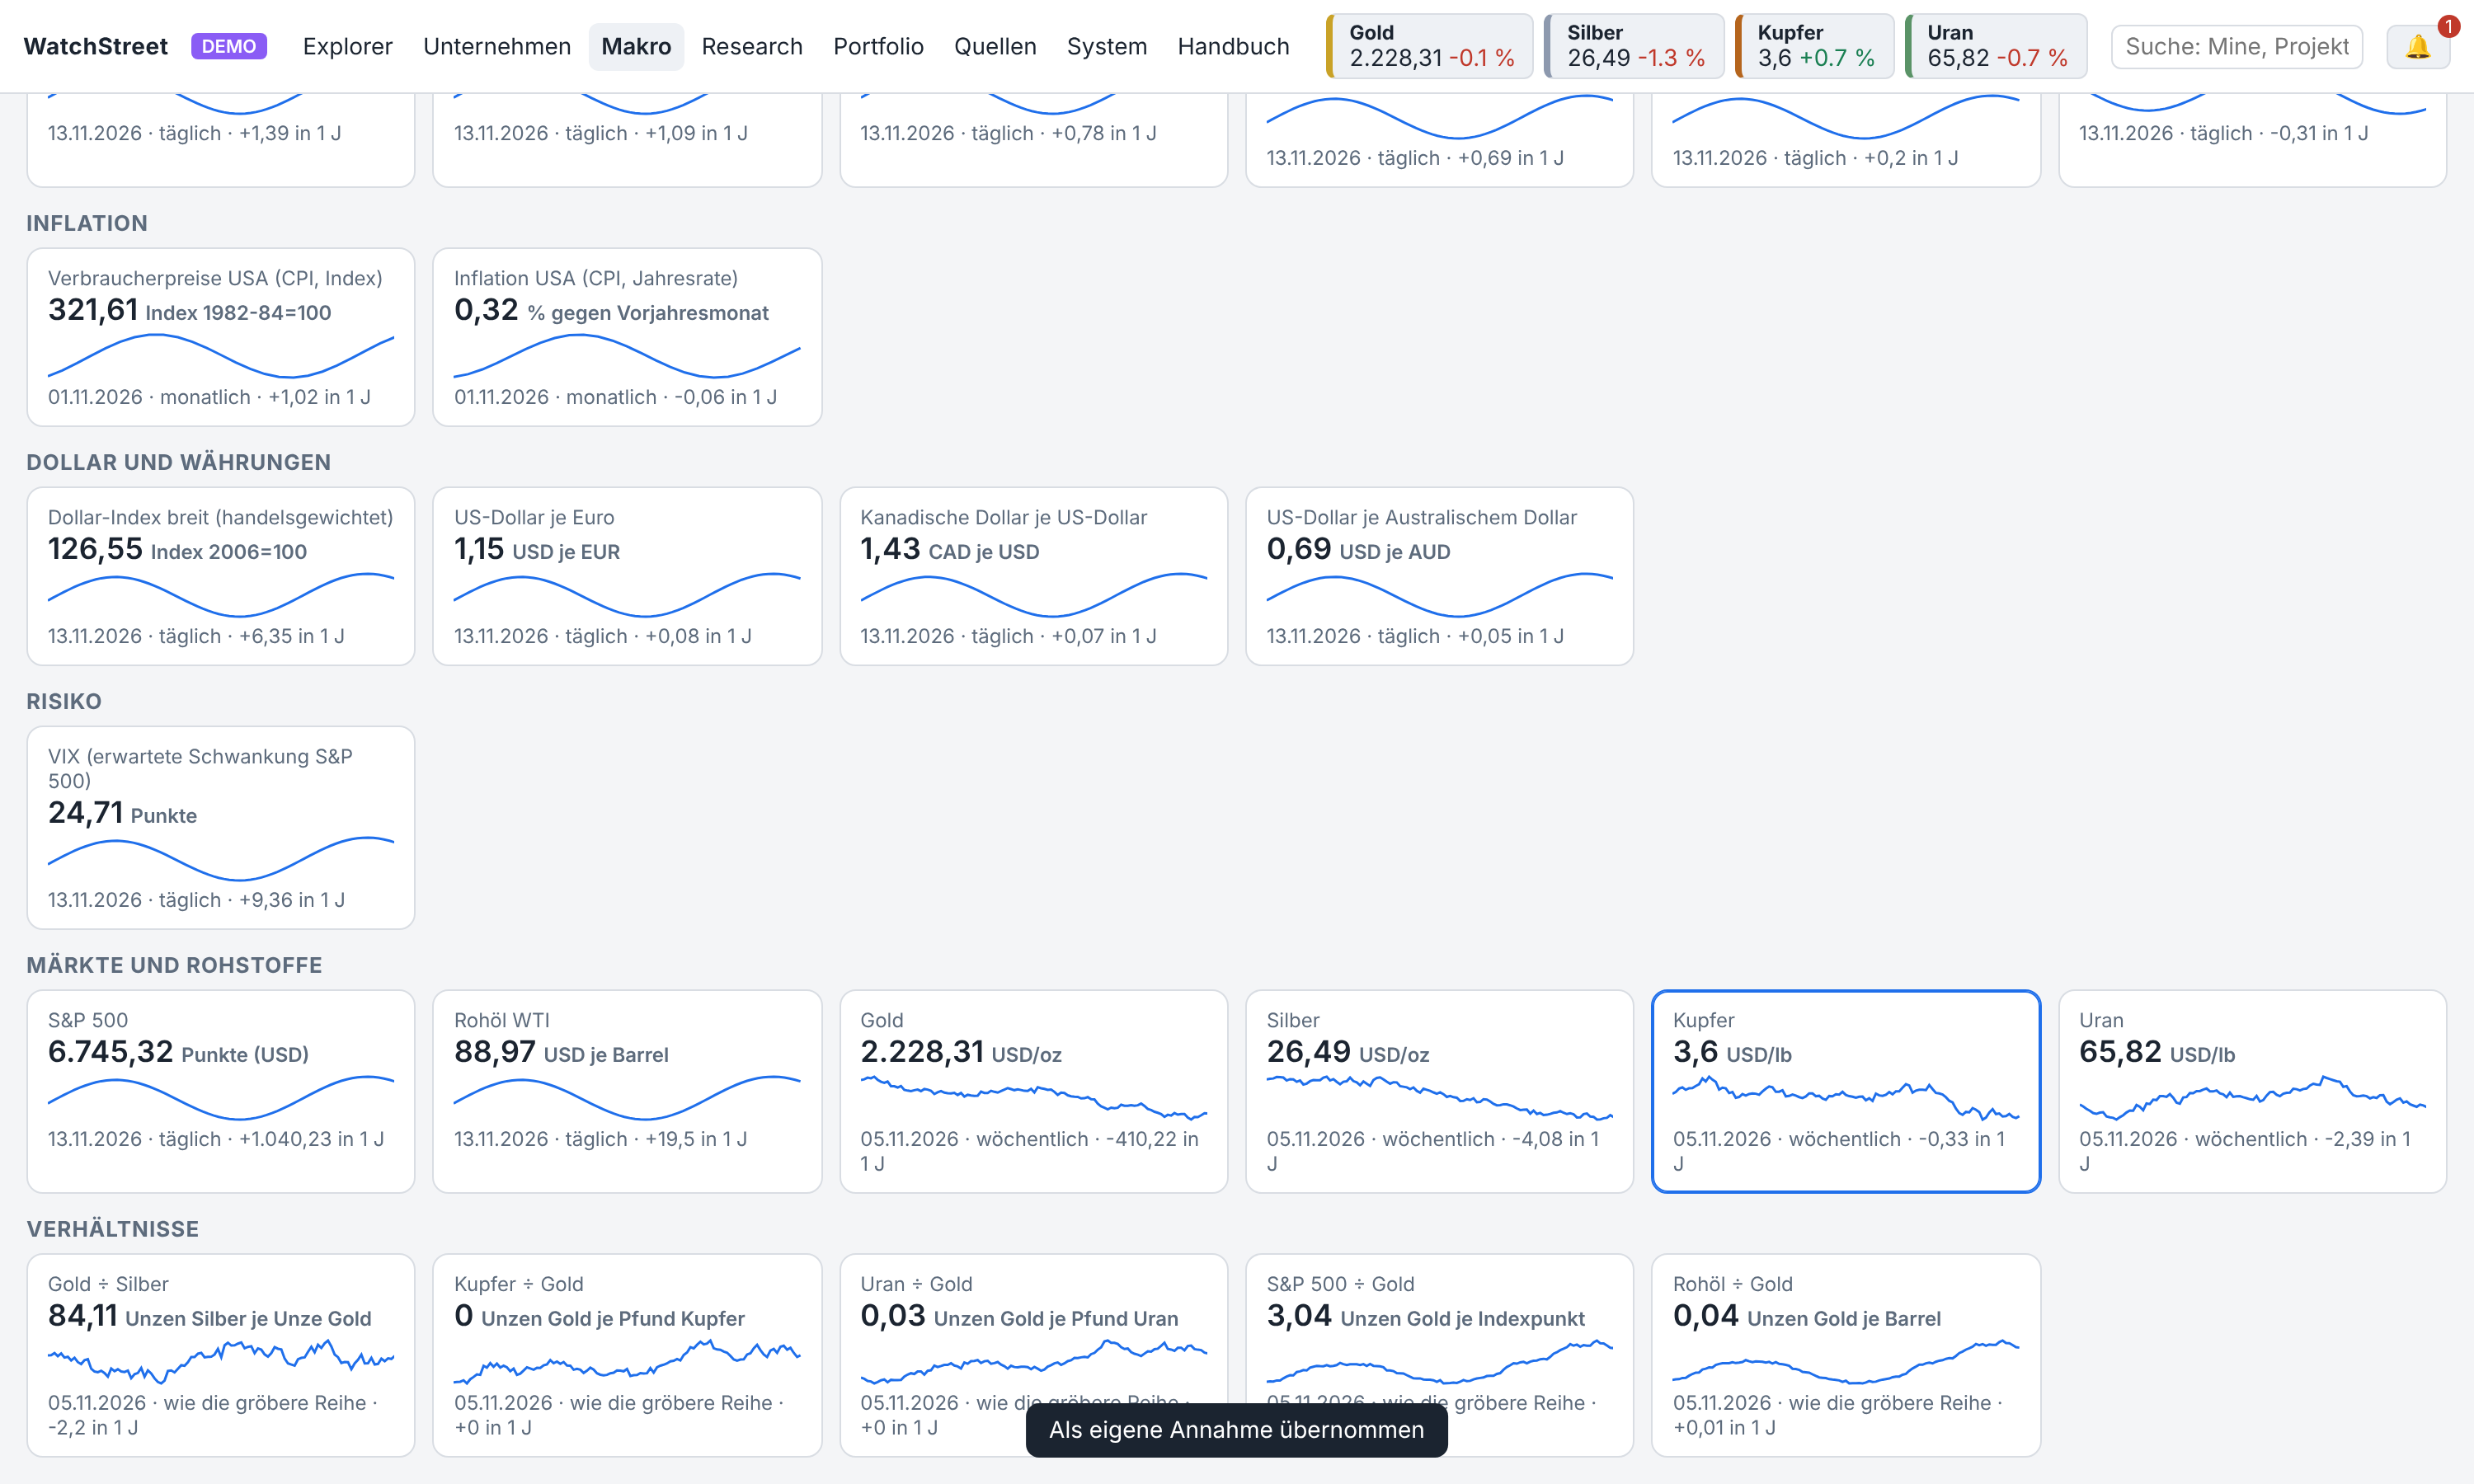 WatchStreet DEMO Explorer Unternehmen Makro Research Portfolio Quellen System Handbuch
Gold
2.228,31 -0.1 %
Silber
26,49 -1.3 %
Kupfer
3,6 +0.7 %
Uran
65,82 -0.7 %
Suche: Mine, Projekt
1
13.11.2026 · täglich · +1,39 in 1 J
13.11.2026 · täglich · +1,09 in 1 J
13.11.2026 · täglich · +0,78 in 1 J
13.11.2026 · täglich · +0,69 in 1 J
13.11.2026 · täglich · +0,2 in 1 J
13.11.2026 · täglich · -0,31 in 1 J
INFLATION
Verbraucherpreise USA (CPI, Index)
321,61 Index 1982-84=100
01.11.2026 · monatlich · +1,02 in 1 J
Inflation USA (CPI, Jahresrate)
0,32 % gegen Vorjahresmonat
01.11.2026 · monatlich · -0,06 in 1 J
DOLLAR UND WÄHRUNGEN
Dollar-Index breit (handelsgewichtet)
126,55 Index 2006=100
13.11.2026 · täglich · +6,35 in 1 J
US-Dollar je Euro
1,15 USD je EUR
13.11.2026 · täglich · +0,08 in 1 J
Kanadische Dollar je US-Dollar
1,43 CAD je USD
13.11.2026 · täglich · +0,07 in 1 J
US-Dollar je Australischem Dollar
0,69 USD je AUD
13.11.2026 · täglich · +0,05 in 1 J
RISIKO
VIX (erwartete Schwankung S&P
500)
24,71 Punkte
13.11.2026 · täglich · +9,36 in 1 J
MÄRKTE UND ROHSTOFFE
S&P 500
6.745,32 Punkte (USD)
13.11.2026 · täglich · +1.040,23 in 1 J
Rohöl WTI
88,97 USD je Barrel
13.11.2026 · täglich · +19,5 in 1 J
Gold
2.228,31 USD/oz
05.11.2026 · wöchentlich · -410,22 in
1 J
Silber
26,49 USD/oz
05.11.2026 · wöchentlich · -4,08 in 1
J
Kupfer
3,6 USD/lb
05.11.2026 · wöchentlich · -0,33 in 1
J
Uran
65,82 USD/lb
05.11.2026 · wöchentlich · -2,39 in 1
J
VERHÄLTNISSE
Gold ÷ Silber
84,11 Unzen Silber je Unze Gold
05.11.2026 · wie die gröbere Reihe ·
-2,2 in 1 J
Kupfer ÷ Gold
0 Unzen Gold je Pfund Kupfer
05.11.2026 · wie die gröbere Reihe ·
+0 in 1 J
Uran ÷ Gold
0,03 Unzen Gold je Pfund Uran
05.11.2026 · wie die gröbere Reihe ·
+0 in 1 J
S&P 500 ÷ Gold
3,04 Unzen Gold je Indexpunkt
05.11.2026 · wie die gröbere Reihe ·
Rohöl ÷ Gold
0,04 Unzen Gold je Barrel
05.11.2026 · wie die gröbere Reihe ·
+0,01 in 1 J
Als eigene Annahme übernommen